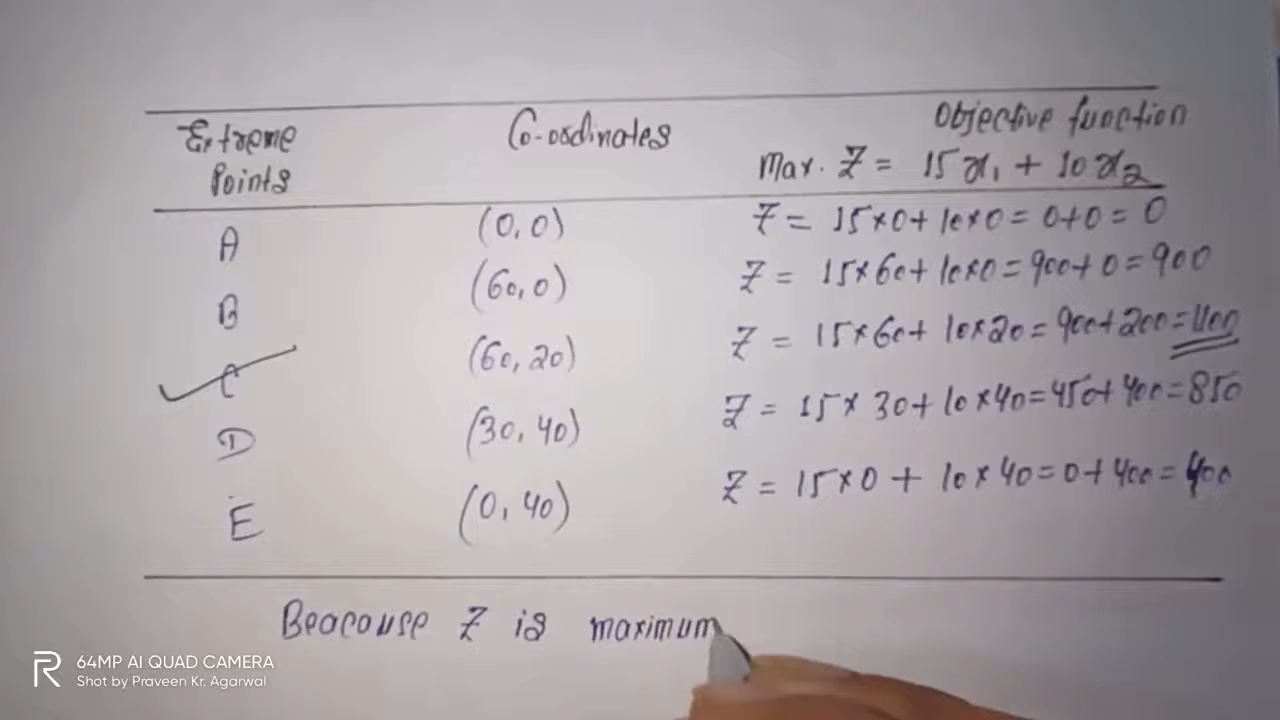 Extreme Points Co-ordinates Objective function
Max. Z = 15x₁ + 10x₂
A (0,0) Z = 15×0+10×0=0+0=0
B (60,0) Z = 15×60+10×0=900+0=900
C (60,20) Z = 15×60+10×20=900+200=1100
D (30,40) Z = 15×30+10×40=450+400=850
E (0,40) Z = 15×0+10×40=0+400=400
Beacause Z is maximum
64MP AI QUAD CAMERA
Shot by Praveen Kr. Agarwal